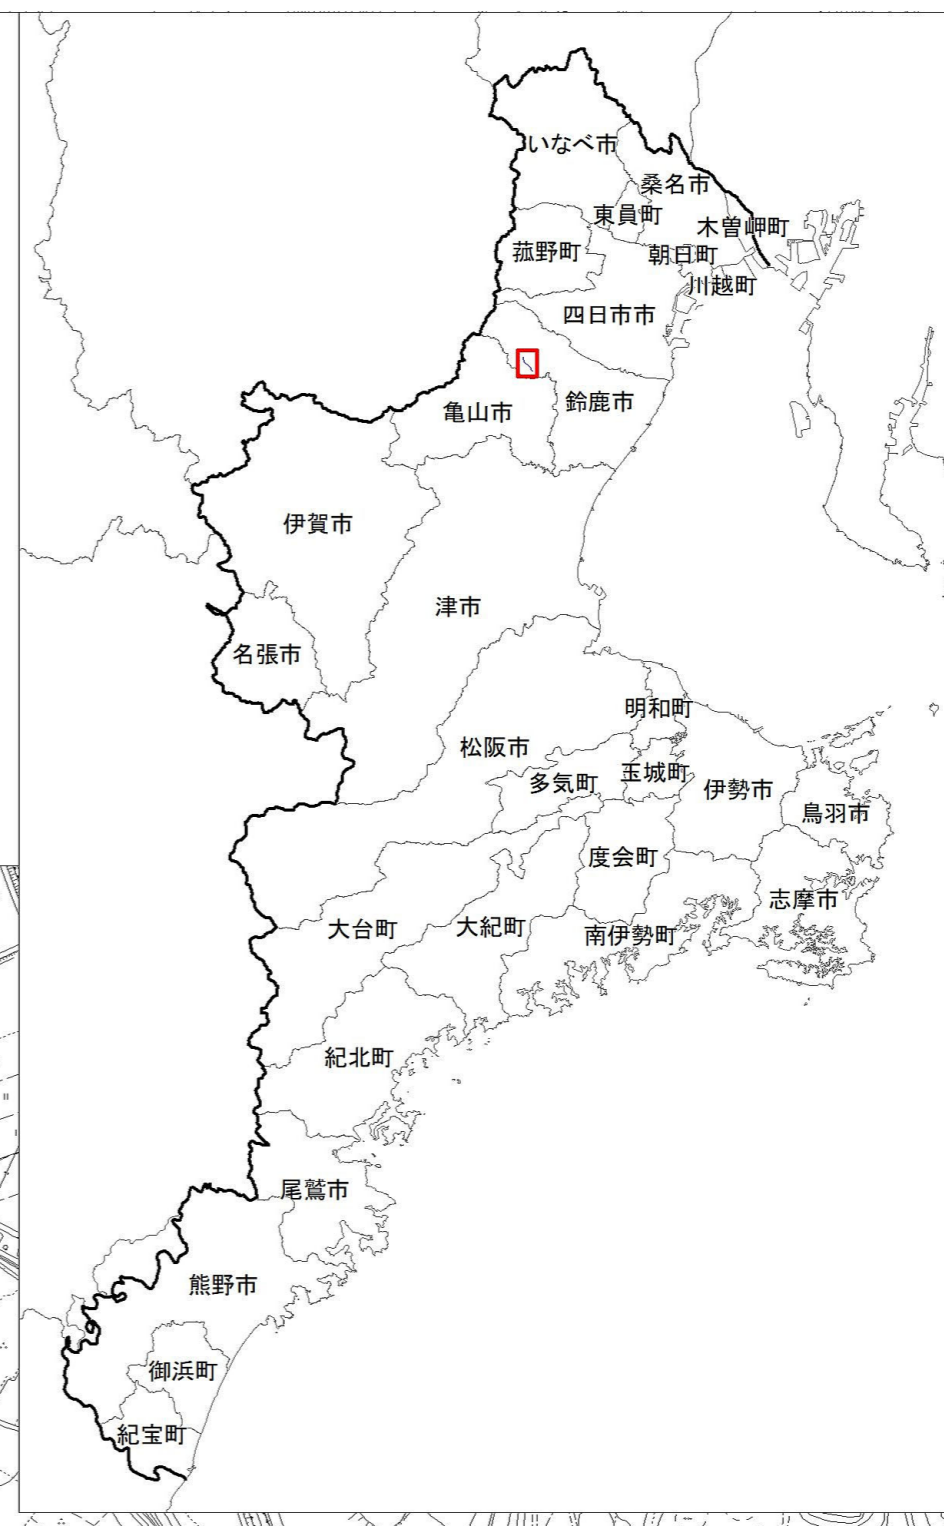 いなべ市
桑名市
東員町
木曽岬町
菰野町
朝日町
川越町
四日市市
亀山市
鈴鹿市
伊賀市
津市
名張市
明和町
松阪市
多気町
玉城町
伊勢市
鳥羽市
度会町
志摩市
大台町
大紀町
南伊勢町
紀北町
尾鷲市
熊野市
御浜町
紀宝町